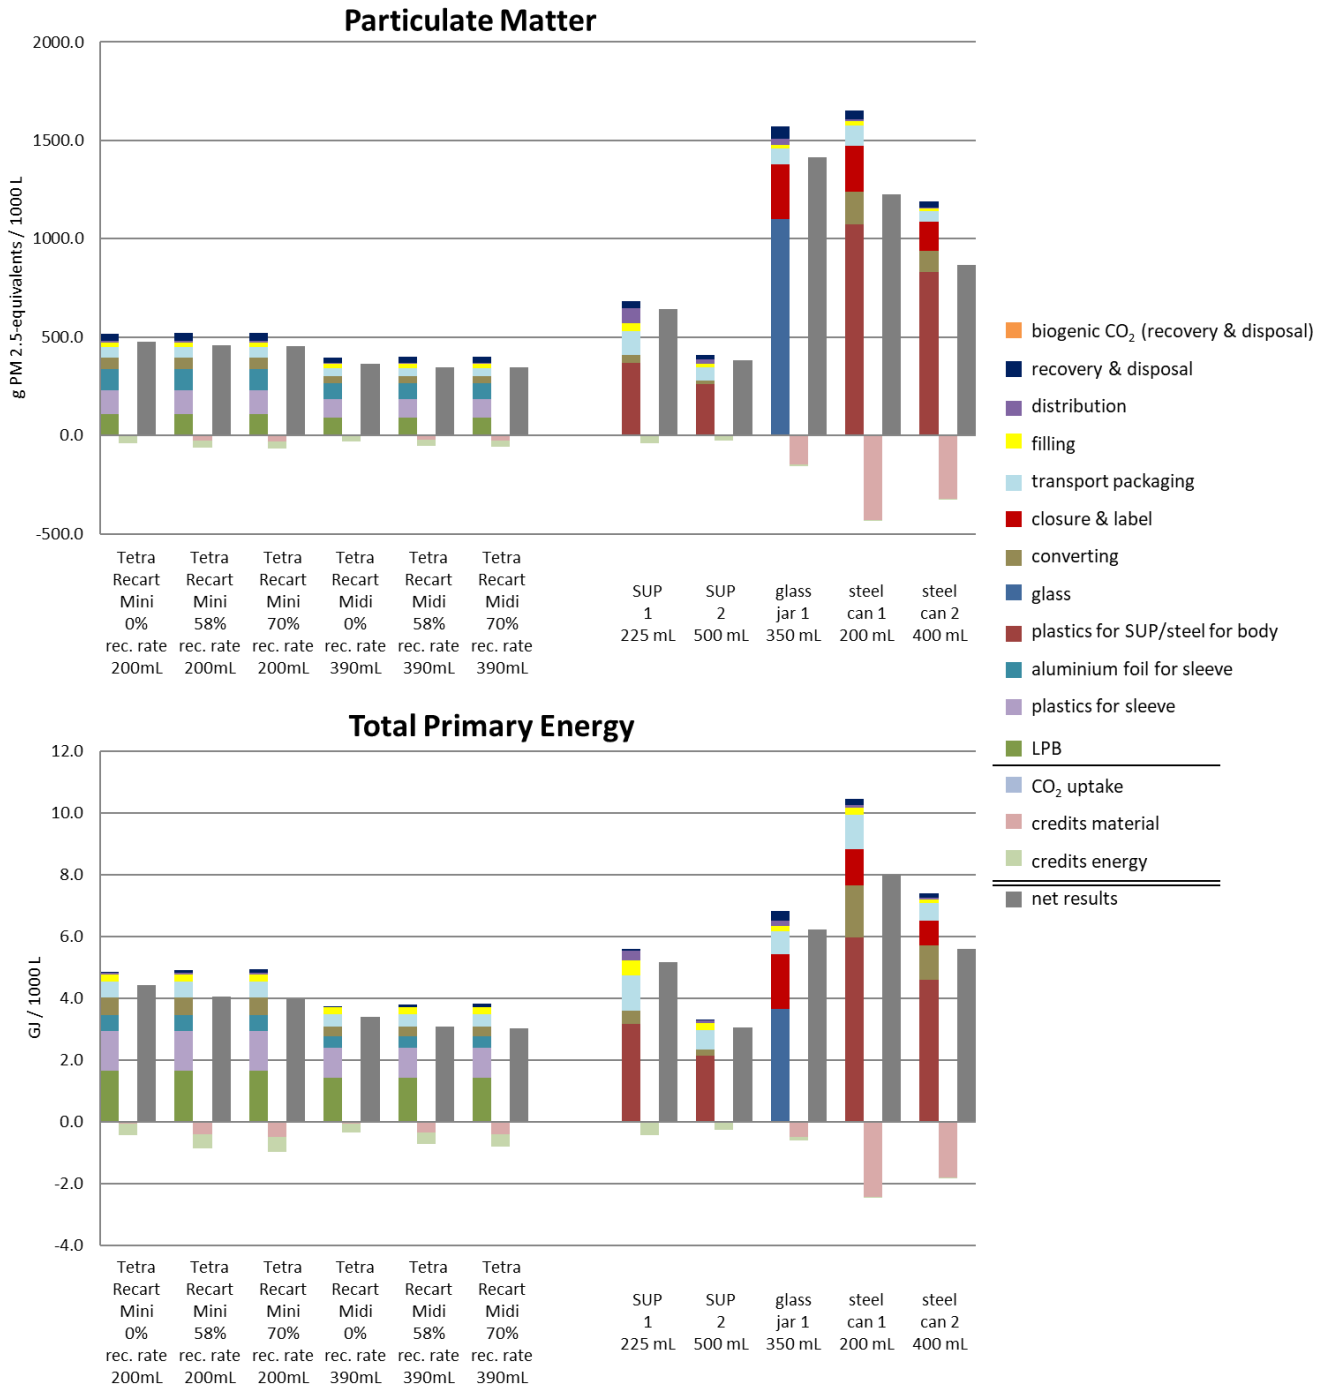 Particulate Matter
2000.0
1500.0
1000.0
500.0
0.0
-500.0
g PM 2.5-equivalents / 1000 L
Tetra
Recart
Mini
0%
rec. rate
200mL
Tetra
Recart
Mini
58%
rec. rate
200mL
Tetra
Recart
Mini
70%
rec. rate
200mL
Tetra
Recart
Midi
0%
rec. rate
390mL
Tetra
Recart
Midi
58%
rec. rate
390mL
Tetra
Recart
Midi
70%
rec. rate
390mL
SUP
1
225 mL
SUP
2
500 mL
glass
jar 1
350 mL
steel
can 1
200 mL
steel
can 2
400 mL
biogenic CO₂ (recovery & disposal)
recovery & disposal
distribution
filling
transport packaging
closure & label
converting
glass
plastics for SUP/steel for body
aluminium foil for sleeve
plastics for sleeve
LPB
CO₂ uptake
credits material
credits energy
net results
Total Primary Energy
12.0
10.0
8.0
6.0
4.0
2.0
0.0
-2.0
-4.0
GJ / 1000 L
Tetra
Recart
Mini
0%
rec. rate
200mL
Tetra
Recart
Mini
58%
rec. rate
200mL
Tetra
Recart
Mini
70%
rec. rate
200mL
Tetra
Recart
Midi
0%
rec. rate
390mL
Tetra
Recart
Midi
58%
rec. rate
390mL
Tetra
Recart
Midi
70%
rec. rate
390mL
SUP
1
225 mL
SUP
2
500 mL
glass
jar 1
350 mL
steel
can 1
200 mL
steel
can 2
400 mL